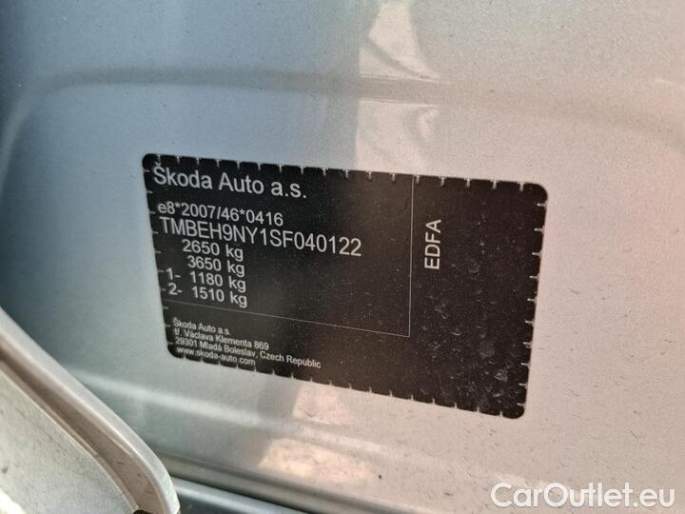 Škoda Auto a.s.
e8*2007/46*0416
TMBEH9NY1SF040122
2650 kg
3650 kg
1- 1180 kg
2- 1510 kg
EDFA
Škoda Auto a.s.
tř. Václava Klementa 869
29301 Mladá Boleslav, Czech Republic
www.skoda-auto.com
CarOutlet.eu